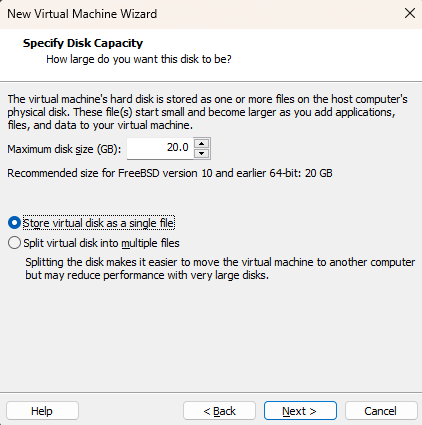 New Virtual Machine Wizard
Specify Disk Capacity
How large do you want this disk to be?
The virtual machine's hard disk is stored as one or more files on the host computer's
physical disk. These file(s) start small and become larger as you add applications,
files, and data to your virtual machine.
Maximum disk size (GB): 20.0
Recommended size for FreeBSD version 10 and earlier 64-bit: 20 GB
Store virtual disk as a single file
Split virtual disk into multiple files
Splitting the disk makes it easier to move the virtual machine to another computer
but may reduce performance with very large disks.
Help < Back Next > Cancel